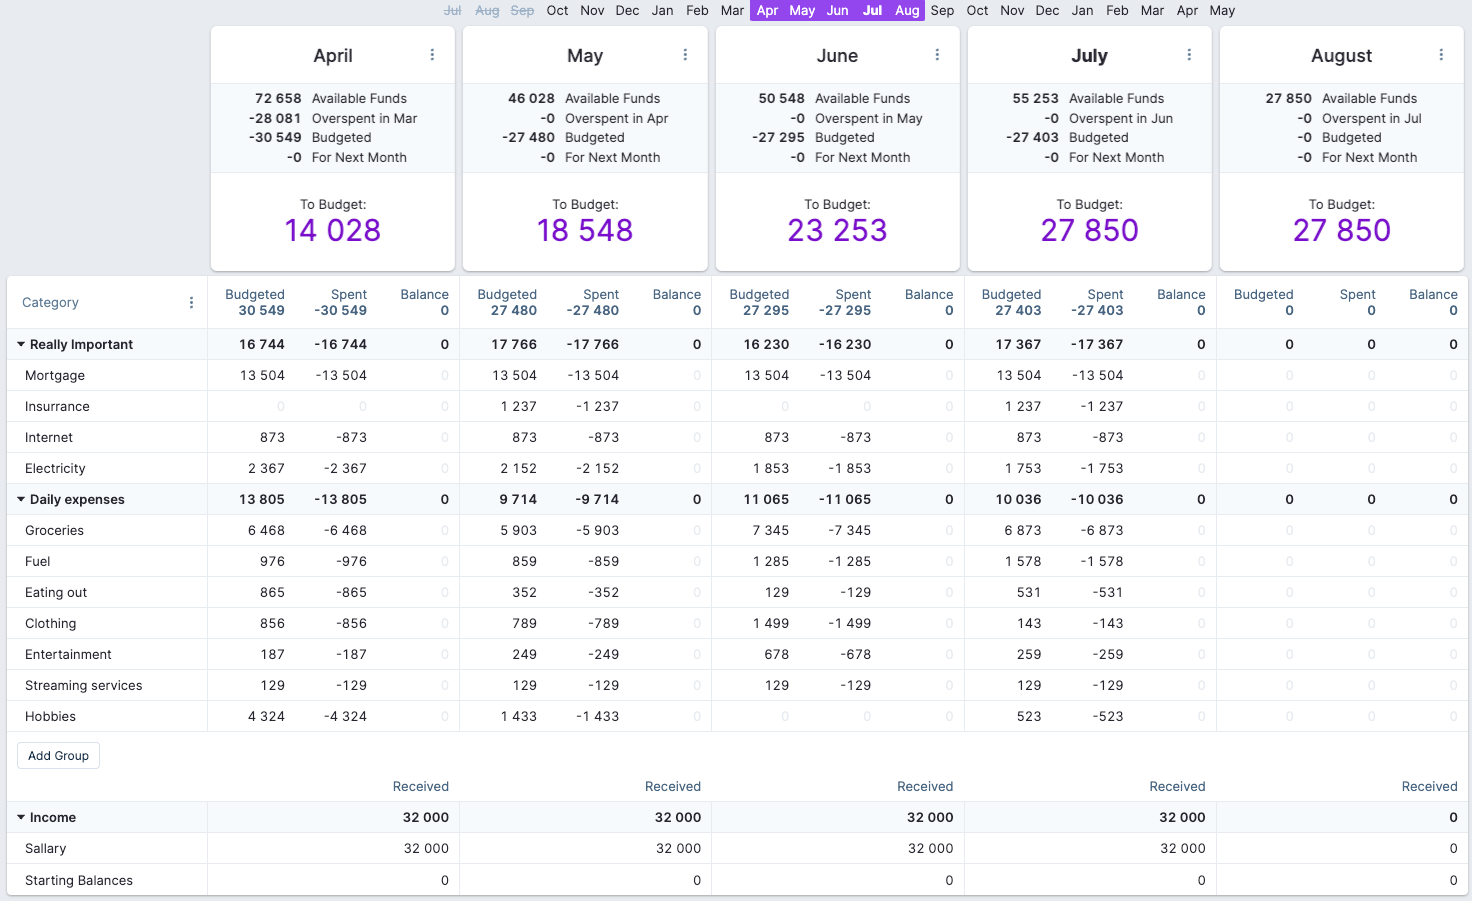 Jul Aug Sep Oct Nov Dec Jan Feb Mar Apr May Jun Jul Aug Sep Oct Nov Dec Jan Feb Mar Apr May
April May June July August
72 658 Available Funds 46 028 Available Funds 50 548 Available Funds 55 253 Available Funds 27 850 Available Funds
-28 081 Overspent in Mar -0 Overspent in Apr -0 Overspent in May -0 Overspent in Jun -0 Overspent in Jul
-30 549 Budgeted -27 480 Budgeted -27 295 Budgeted -27 403 Budgeted -0 Budgeted
-0 For Next Month -0 For Next Month -0 For Next Month -0 For Next Month -0 For Next Month
To Budget: To Budget: To Budget: To Budget: To Budget:
14 028 18 548 23 253 27 850 27 850
Category Budgeted Spent Balance Budgeted Spent Balance Budgeted Spent Balance Budgeted Spent Balance Budgeted Spent Balance
30 549 -30 549 0 27 480 -27 480 0 27 295 -27 295 0 27 403 -27 403 0 0 0 0
Really Important 16 744 -16 744 0 17 766 -17 766 0 16 230 -16 230 0 17 367 -17 367 0 0 0 0
Mortgage 13 504 -13 504 0 13 504 -13 504 0 13 504 -13 504 0 13 504 -13 504 0 0 0 0
Insurrance 0 0 0 1 237 -1 237 0 0 0 0 1 237 -1 237 0 0 0 0
Internet 873 -873 0 873 -873 0 873 -873 0 873 -873 0 0 0 0
Electricity 2 367 -2 367 0 2 152 -2 152 0 1 853 -1 853 0 1 753 -1 753 0 0 0 0
Daily expenses 13 805 -13 805 0 9 714 -9 714 0 11 065 -11 065 0 10 036 -10 036 0 0 0 0
Groceries 6 468 -6 468 0 5 903 -5 903 0 7 345 -7 345 0 6 873 -6 873 0 0 0 0
Fuel 976 -976 0 859 -859 0 1 285 -1 285 0 1 578 -1 578 0 0 0 0
Eating out 865 -865 0 352 -352 0 129 -129 0 531 -531 0 0 0 0
Clothing 856 -856 0 789 -789 0 1 499 -1 499 0 143 -143 0 0 0 0
Entertainment 187 -187 0 249 -249 0 678 -678 0 259 -259 0 0 0 0
Streaming services 129 -129 0 129 -129 0 129 -129 0 129 -129 0 0 0 0
Hobbies 4 324 -4 324 0 1 433 -1 433 0 0 0 0 523 -523 0 0 0 0
Add Group
Received Received Received Received Received
Income 32 000 32 000 32 000 32 000 0
Sallary 32 000 32 000 32 000 32 000 0
Starting Balances 0 0 0 0 0